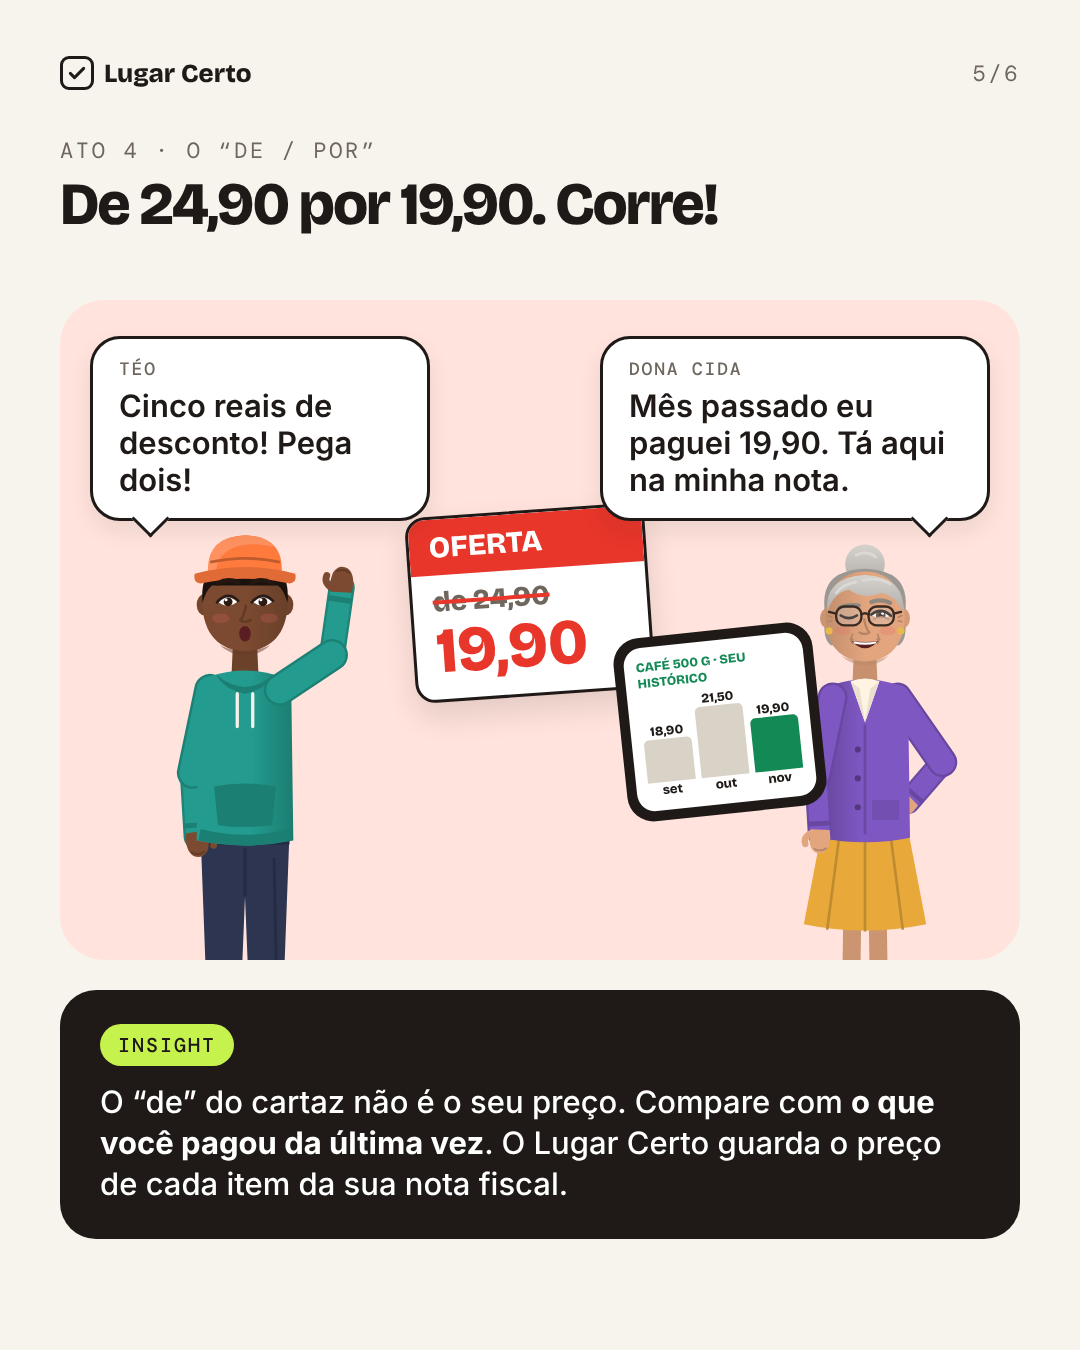 Lugar Certo
5/6
ATO 4 · O “DE / POR”
De 24,90 por 19,90. Corre!
TÉO
Cinco reais de
desconto! Pega
dois!
DONA CIDA
Mês passado eu
paguei 19,90. Tá aqui
na minha nota.
OFERTA
de 24,90
19,90
CAFÉ 500 G · SEU
HISTÓRICO
18,90
21,50
19,90
set
out
nov
INSIGHT
O “de” do cartaz não é o seu preço. Compare com o que
você pagou da última vez. O Lugar Certo guarda o preço
de cada item da sua nota fiscal.